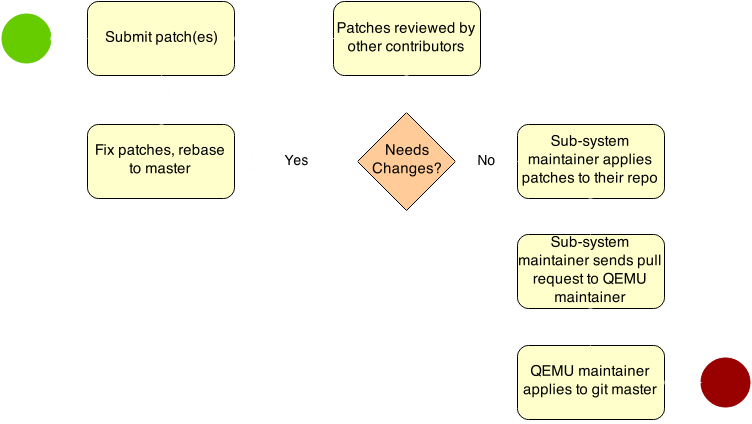 Submit patch(es)
Patches reviewed by
other contributors
Fix patches, rebase
to master
Yes
Needs
Changes?
No
Sub-system
maintainer applies
patches to their repo
Sub-system
maintainer sends pull
request to QEMU
maintainer
QEMU maintainer
applies to git master